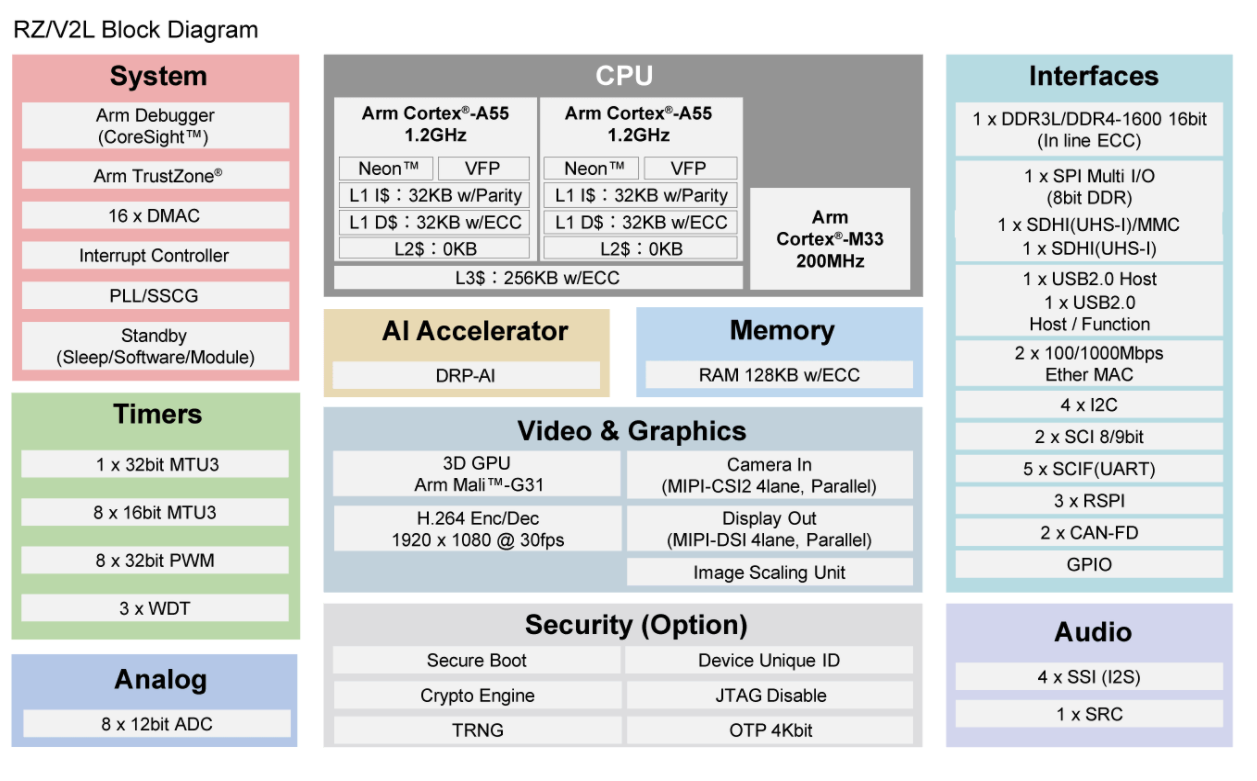 RZ/V2L Block Diagram
System
Arm Debugger
(CoreSight™)
Arm TrustZone®
16 x DMAC
Interrupt Controller
PLL/SSCG
Standby
(Sleep/Software/Module)
Timers
1 x 32bit MTU3
8 x 16bit MTU3
8 x 32bit PWM
3 x WDT
Analog
8 x 12bit ADC
CPU
Arm Cortex®-A55
1.2GHz
Neon™
VFP
L1 I$：32KB w/Parity
L1 D$：32KB w/ECC
L2$：0KB
Arm Cortex®-A55
1.2GHz
Neon™
VFP
L1 I$：32KB w/Parity
L1 D$：32KB w/ECC
L2$：0KB
L3$：256KB w/ECC
Arm
Cortex®-M33
200MHz
AI Accelerator
DRP-AI
Memory
RAM 128KB w/ECC
Video & Graphics
3D GPU
Arm Mali™-G31
Camera In
(MIPI-CSI2 4lane, Parallel)
H.264 Enc/Dec
1920 x 1080 @ 30fps
Display Out
(MIPI-DSI 4lane, Parallel)
Image Scaling Unit
Security (Option)
Secure Boot
Device Unique ID
Crypto Engine
JTAG Disable
TRNG
OTP 4Kbit
Interfaces
1 x DDR3L/DDR4-1600 16bit
(In line ECC)
1 x SPI Multi I/O
(8bit DDR)
1 x SDHI(UHS-I)/MMC
1 x SDHI(UHS-I)
1 x USB2.0 Host
1 x USB2.0
Host / Function
2 x 100/1000Mbps
Ether MAC
4 x I2C
2 x SCI 8/9bit
5 x SCIF(UART)
3 x RSPI
2 x CAN-FD
GPIO
Audio
4 x SSI (I2S)
1 x SRC